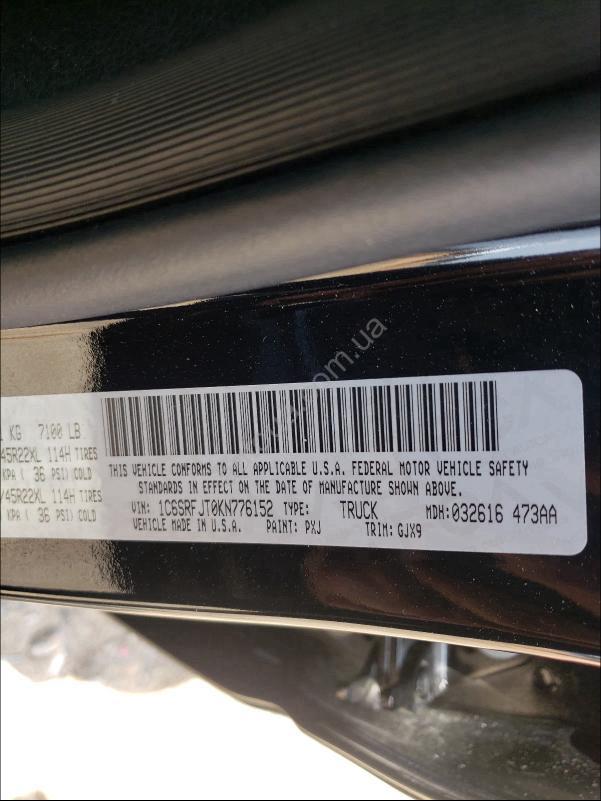 KG 7100 LB
45R22XL 114H TIRES
KPA ( 36 PSI) COLD
/45R22XL 114H TIRES
KPA ( 36 PSI) COLD
THIS VEHICLE CONFORMS TO ALL APPLICABLE U.S.A. FEDERAL MOTOR VEHICLE SAFETY
STANDARDS IN EFFECT ON THE DATE OF MANUFACTURE SHOWN ABOVE.
VIN: 1C6SRFJT0KN776152 TYPE: TRUCK MDH:032616 473AA
VEHICLE MADE IN U.S.A. PAINT: PXJ TRIM: GJX9
.com.ua